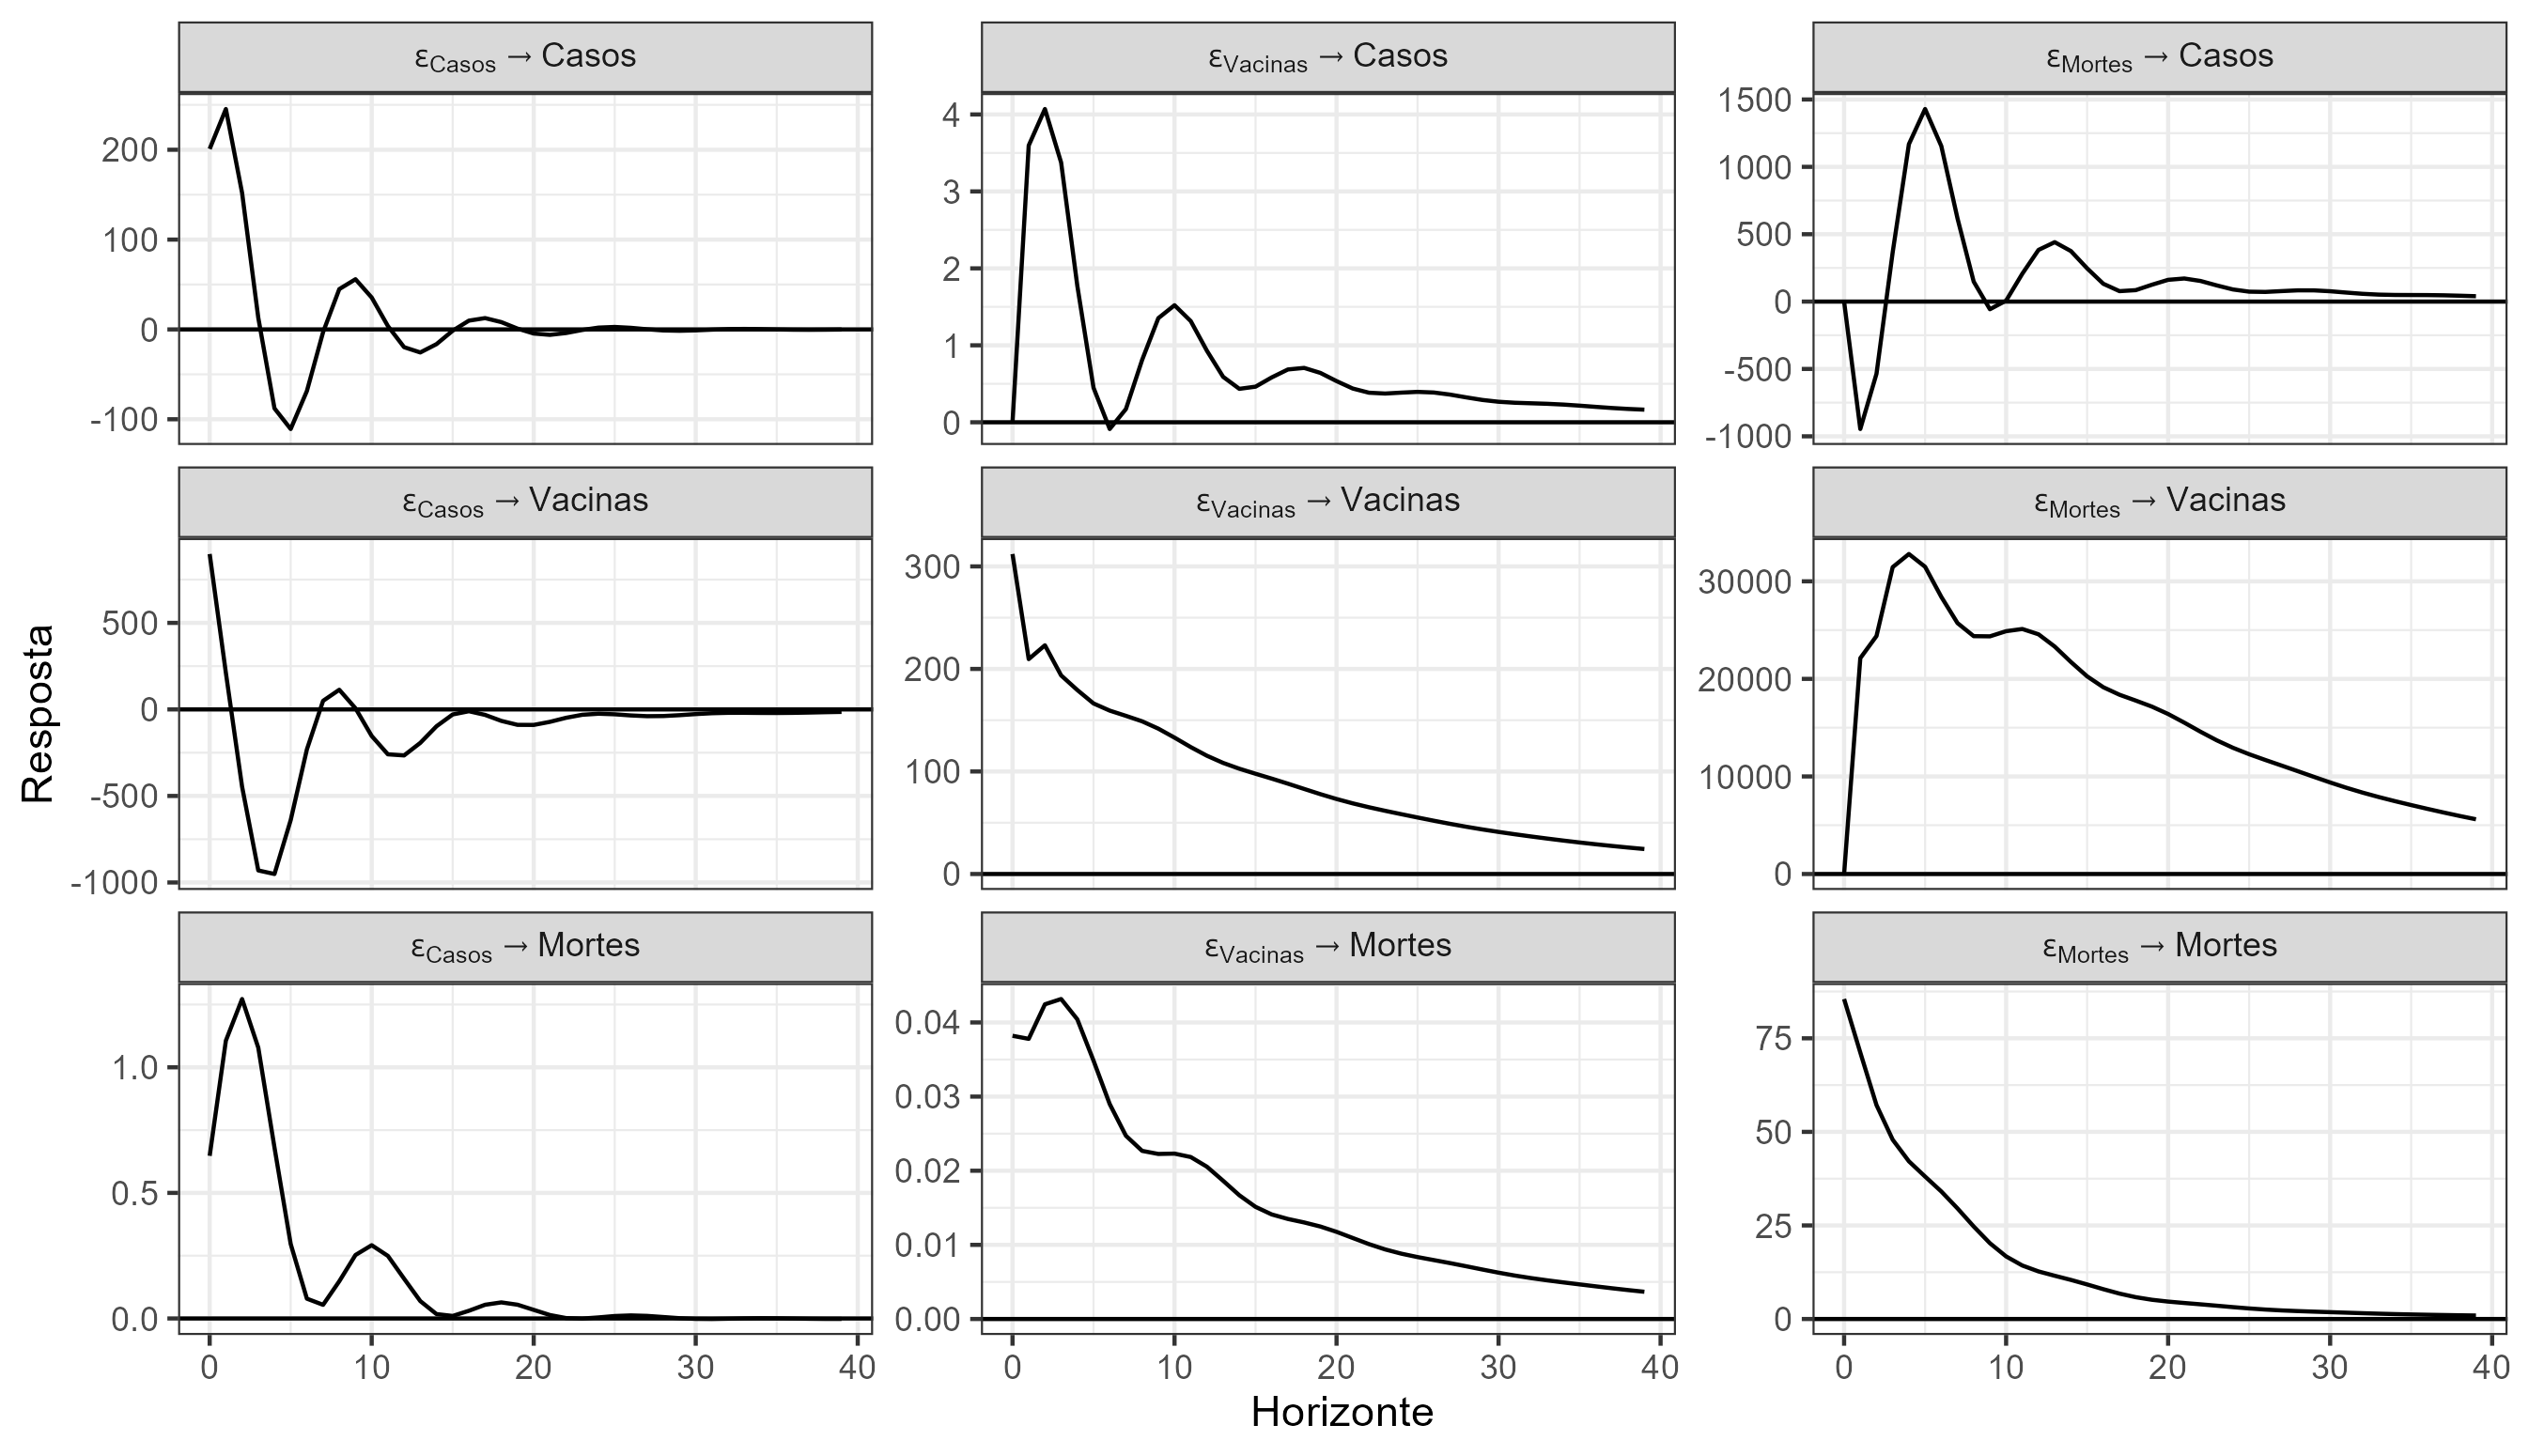 εCasos → Casos
εVacinas → Casos
εMortes → Casos
200
100
0
-100
4
3
2
1
0
1500
1000
500
0
-500
-1000
εCasos → Vacinas
εVacinas → Vacinas
εMortes → Vacinas
500
0
-500
-1000
300
200
100
0
30000
20000
10000
0
Resposta
εCasos → Mortes
εVacinas → Mortes
εMortes → Mortes
1.0
0.5
0.0
0.04
0.03
0.02
0.01
0.00
75
50
25
0
0 10 20 30 40
0 10 20 30 40
0 10 20 30 40
Horizonte